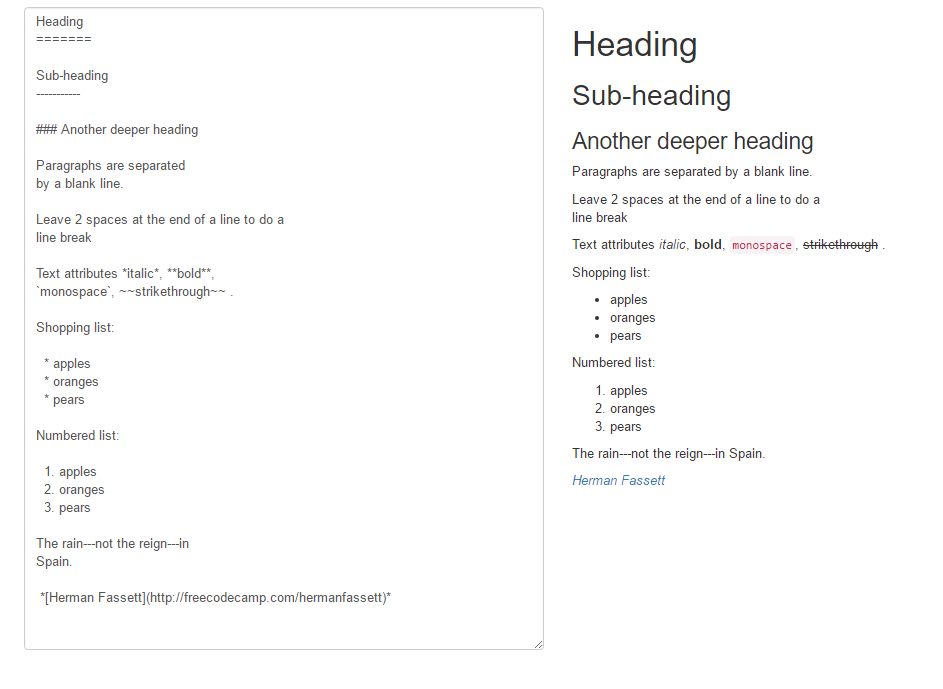 Heading
=======
Sub-heading
-----------
### Another deeper heading
Paragraphs are separated
by a blank line.
Leave 2 spaces at the end of a line to do a
line break
Text attributes *italic*, **bold**,
`monospace`, ~~strikethrough~~ .
Shopping list:
* apples
* oranges
* pears
Numbered list:
1. apples
2. oranges
3. pears
The rain---not the reign---in
Spain.
*[Herman Fassett](http://freecodecamp.com/hermanfassett)*
Heading
Sub-heading
Another deeper heading
Paragraphs are separated by a blank line.
Leave 2 spaces at the end of a line to do a
line break
Text attributes italic, bold, monospace, strikethrough .
Shopping list:
• apples
• oranges
• pears
Numbered list:
1. apples
2. oranges
3. pears
The rain---not the reign---in Spain.
Herman Fassett